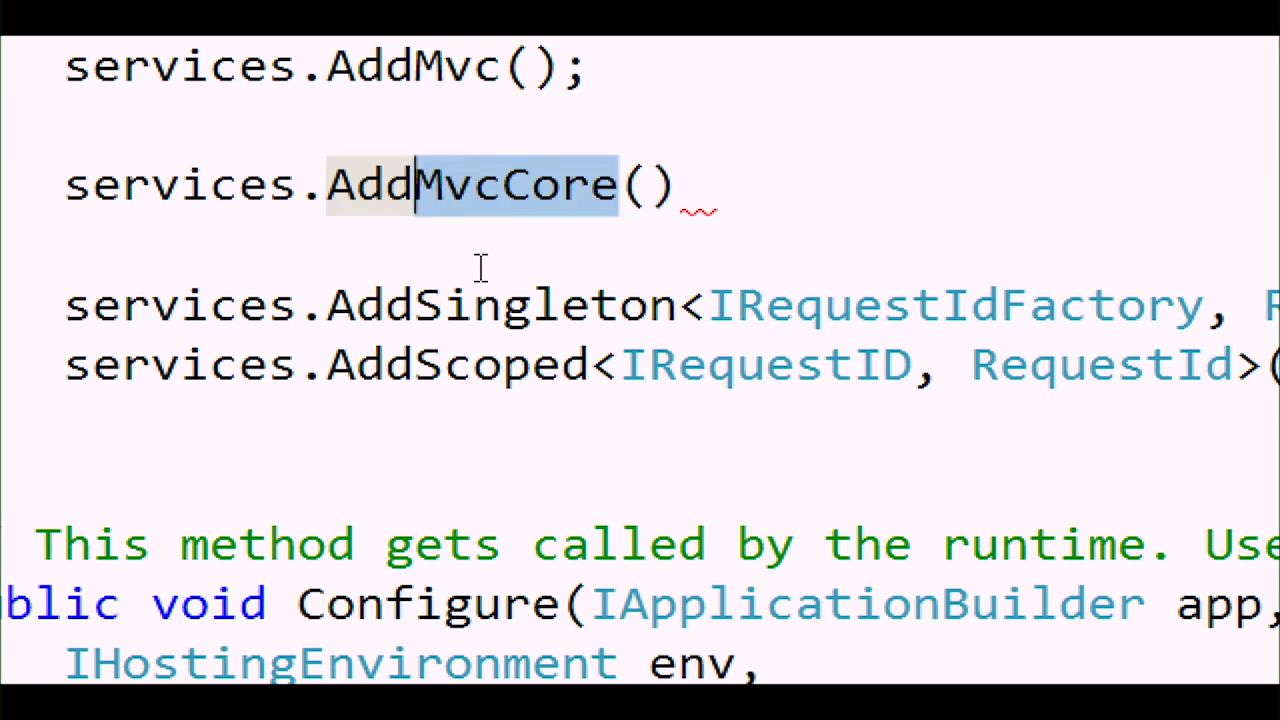 services.AddMvc();
services.AddMvcCore()
services.AddSingleton<IRequestIdFactory,
services.AddScoped<IRequestID, RequestId>(
This method gets called by the runtime. Use
blic void Configure(IApplicationBuilder app,
IHostingEnvironment env,